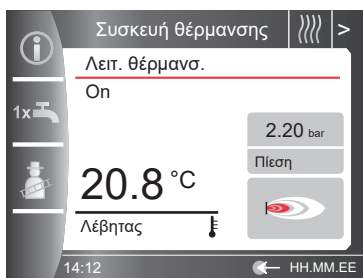 Συσκευή θέρμανσης >
Λειτ. θέρμανσ.
On
1x
2.20 bar
Πίεση
20.8 °C
Λέβητας
14:12 HH.MM.EE